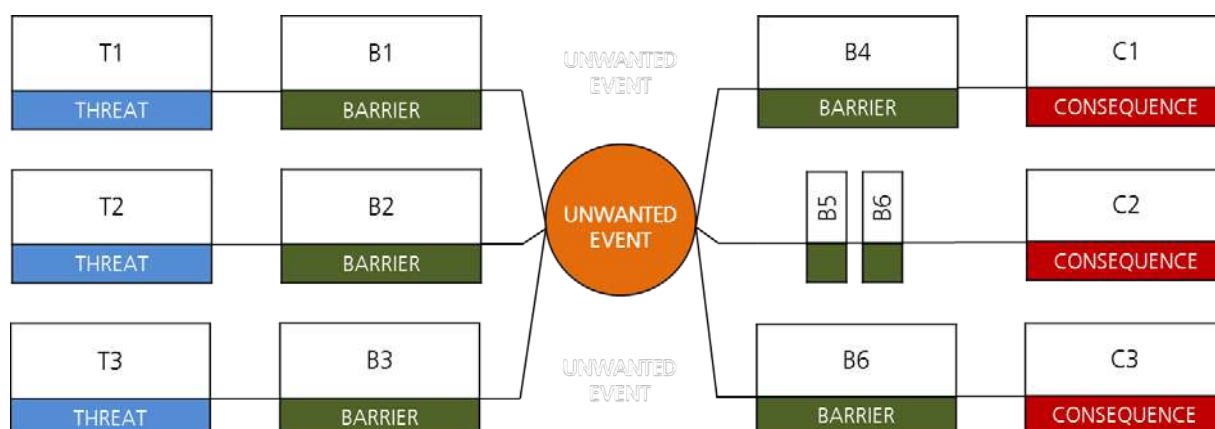 T1
THREAT
B1
BARRIER
UNWANTED
EVENT
B4
BARRIER
C1
CONSEQUENCE
T2
THREAT
B2
BARRIER
UNWANTED
EVENT
B5
B6
C2
CONSEQUENCE
T3
THREAT
B3
BARRIER
UNWANTED
EVENT
B6
BARRIER
C3
CONSEQUENCE